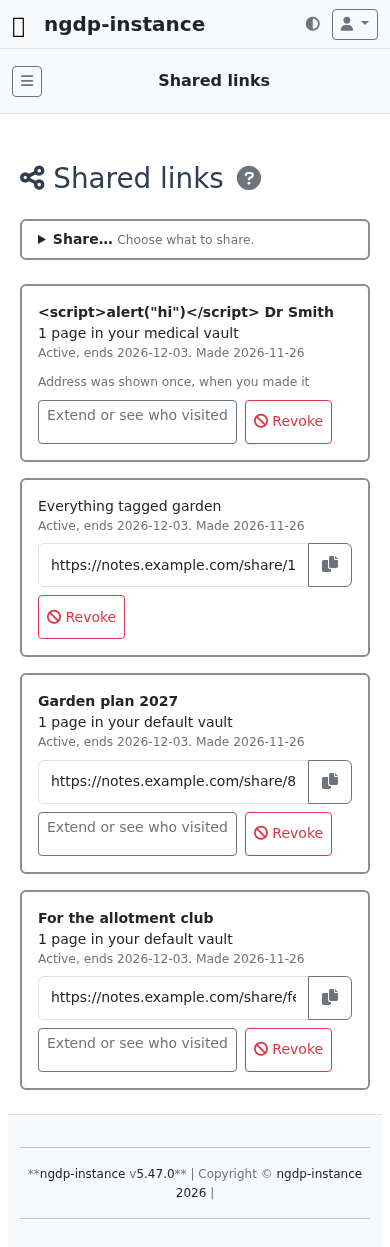 ngdp-instance
Shared links
Shared links
Share... Choose what to share.
<script>alert("hi")</script> Dr Smith
1 page in your medical vault
Active, ends 2026-12-03. Made 2026-11-26
Address was shown once, when you made it
Extend or see who visited
Revoke
Everything tagged garden
Active, ends 2026-12-03. Made 2026-11-26
https://notes.example.com/share/1
Revoke
Garden plan 2027
1 page in your default vault
Active, ends 2026-12-03. Made 2026-11-26
https://notes.example.com/share/8
Extend or see who visited
Revoke
For the allotment club
1 page in your default vault
Active, ends 2026-12-03. Made 2026-11-26
https://notes.example.com/share/fe
Extend or see who visited
Revoke
**ngdp-instance v5.47.0** | Copyright © ngdp-instance
2026 |